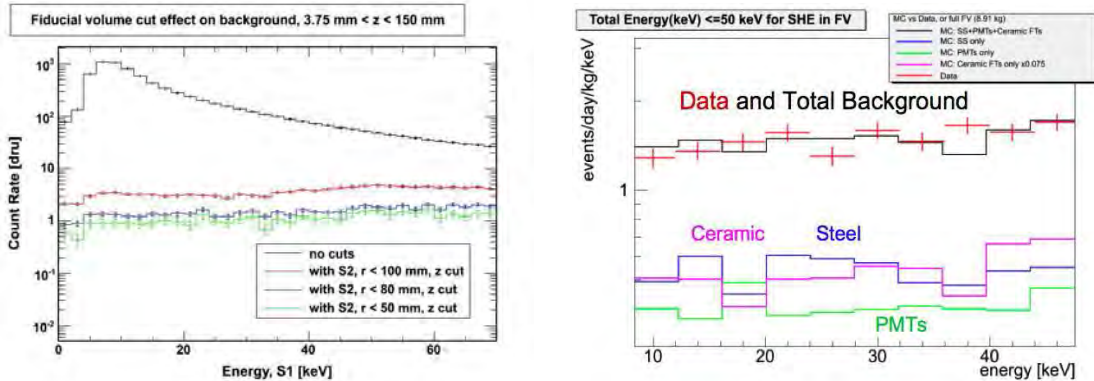 Fiducial volume cut effect on background, 3.75 mm < z < 150 mm
Count Rate [dru]
10³
10²
10
1
10⁻¹
10⁻²
no cuts
with S2, r < 100 mm, z cut
with S2, r < 80 mm, z cut
with S2, r < 50 mm, z cut
0 20 40 60
Energy, S1 [keV]
Total Energy(keV) <=50 keV for SHE in FV
MC vs Data, or full FV (8.91 kg)
MC: SS+PMTs+Ceramic FTs
MC: SS only
MC: PMTs only
MC: Ceramic FTs only x0.075
Data
events/day/kg/keV
Data and Total Background
1
Ceramic Steel
PMTs
10 20 30 40
energy [keV]